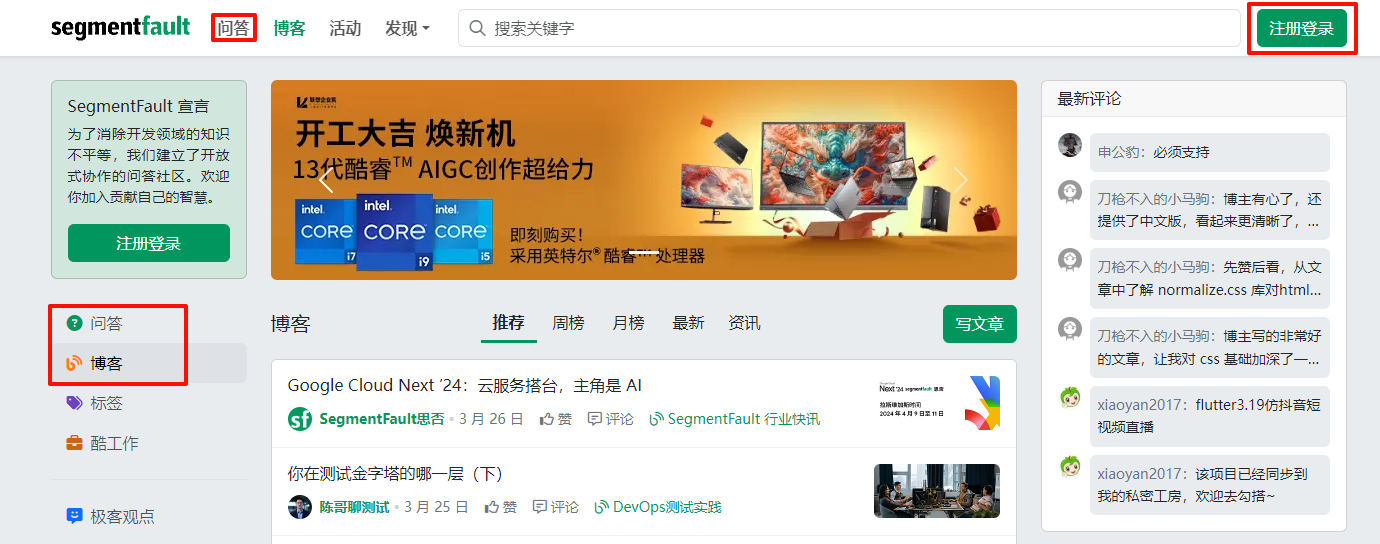 segmentfault 问答 博客 活动 发现 搜索关键字 注册登录
SegmentFault 宣言
为了消除开发领域的知识
不平等，我们建立了开放
式协作的问答社区。欢迎
你加入贡献自己的智慧。
注册登录
问答
博客
标签
酷工作
极客观点
联想企业购
开工大吉 焕新机
13代酷睿™ AIGC创作超给力
intel. CORE i7
intel. CORE i9
intel. CORE i5
即刻购买！
采用英特尔®酷睿™处理器
博客 推荐 周榜 月榜 最新 资讯 写文章
Google Cloud Next ’24：云服务搭台，主角是 AI
sf SegmentFault思否 • 3 月 26 日 赞 评论 SegmentFault 行业快讯
Next ’24 segmentfault 思否
拉斯维加斯时间
2024 年 4 月 9 日至 11 日
你在测试金字塔的哪一层（下）
陈哥聊测试 • 3 月 25 日 赞 评论 DevOps测试实践
最新评论
申公豹：必须支持
刀枪不入的小马驹：博主有心了，还
提供了中文版，看起来更清晰了，...
刀枪不入的小马驹：先赞后看，从文
章中了解 normalize.css 库对html...
刀枪不入的小马驹：博主写的非常好
的文章，让我对 css 基础加深了一...
xiaoyan2017：flutter3.19仿抖音短
视频直播
xiaoyan2017：该项目已经同步到
我的私密工房，欢迎去勾搭~